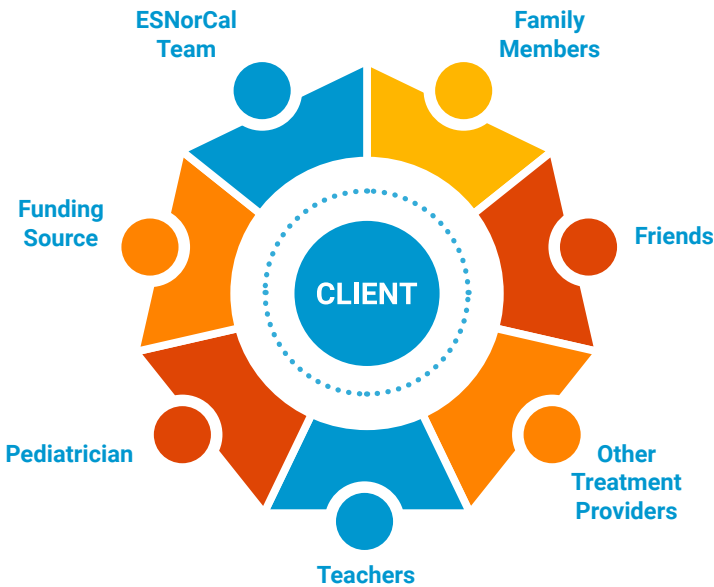 ESNorCal
Team
Family
Members
Funding
Source
Friends
CLIENT
Pediatrician
Other
Treatment
Providers
Teachers